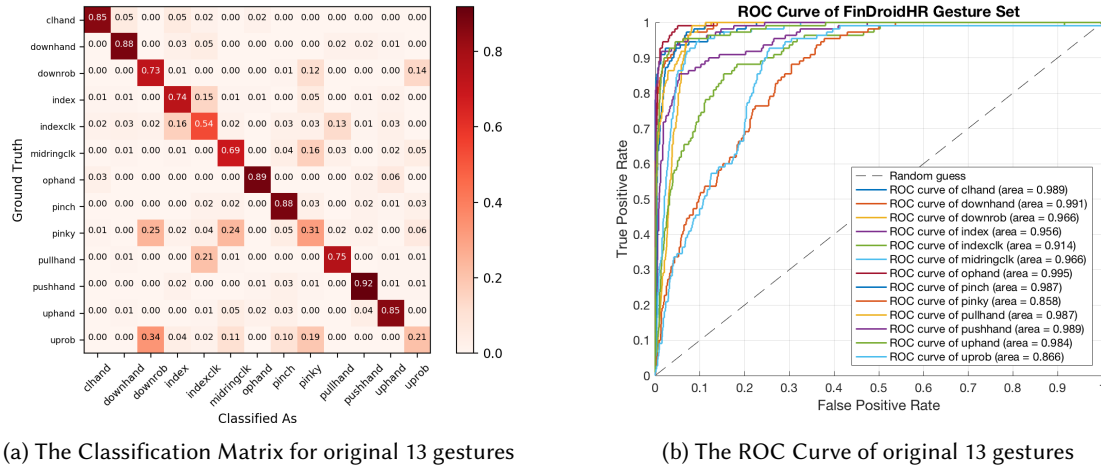 clhand 0.85 0.05 0.00 0.05 0.02 0.00 0.01 0.00 0.00 0.00 0.01 0.00 0.00
downhand 0.00 0.88 0.00 0.03 0.05 0.00 0.00 0.00 0.00 0.02 0.02 0.01 0.00
downrob 0.00 0.00 0.73 0.01 0.00 0.00 0.00 0.01 0.12 0.00 0.00 0.00 0.14
index 0.01 0.01 0.00 0.74 0.15 0.00 0.00 0.01 0.05 0.01 0.00 0.01 0.00
indexclk 0.02 0.03 0.02 0.16 0.54 0.02 0.00 0.03 0.03 0.13 0.01 0.00 0.02
midringclk 0.00 0.01 0.00 0.00 0.01 0.69 0.00 0.04 0.16 0.03 0.00 0.02 0.05
ophand 0.03 0.00 0.00 0.00 0.01 0.00 0.89 0.00 0.00 0.00 0.02 0.06 0.00
pinch 0.01 0.00 0.01 0.00 0.00 0.02 0.01 0.88 0.03 0.00 0.01 0.01 0.03
pinky 0.01 0.00 0.25 0.01 0.04 0.24 0.00 0.05 0.31 0.02 0.00 0.00 0.06
pullhand 0.00 0.00 0.00 0.00 0.21 0.01 0.00 0.00 0.01 0.75 0.00 0.01 0.01
pushhand 0.00 0.00 0.00 0.00 0.01 0.02 0.01 0.03 0.01 0.00 0.92 0.01 0.00
uphand 0.00 0.01 0.00 0.00 0.02 0.05 0.02 0.03 0.00 0.00 0.04 0.85 0.00
uprob 0.00 0.00 0.34 0.04 0.02 0.11 0.00 0.10 0.19 0.00 0.00 0.00 0.21
Ground Truth
clhand downhand downrob index indexclk midringclk ophand pinch pinky pullhand pushhand uphand uprob
Classified As
0.8
0.6
0.4
0.2
0.0
(a) The Classification Matrix for original 13 gestures
ROC Curve of FinDroidHR Gesture Set
True Positive Rate
1
0.9
0.8
0.7
0.6
0.5
0.4
0.3
0.2
0.1
0
Random guess
ROC curve of clhand (area = 0.989)
ROC curve of downhand (area = 0.991)
ROC curve of downrob (area = 0.966)
ROC curve of index (area = 0.956)
ROC curve of indexclk (area = 0.914)
ROC curve of midringclk (area = 0.966)
ROC curve of ophand (area = 0.995)
ROC curve of pinch (area = 0.987)
ROC curve of pinky (area = 0.858)
ROC curve of pullhand (area = 0.987)
ROC curve of pushhand (area = 0.989)
ROC curve of uphand (area = 0.984)
ROC curve of uprob (area = 0.866)
0 0.1 0.2 0.3 0.4 0.5 0.6 0.7 0.8 0.9 1
False Positive Rate
(b) The ROC Curve of original 13 gestures